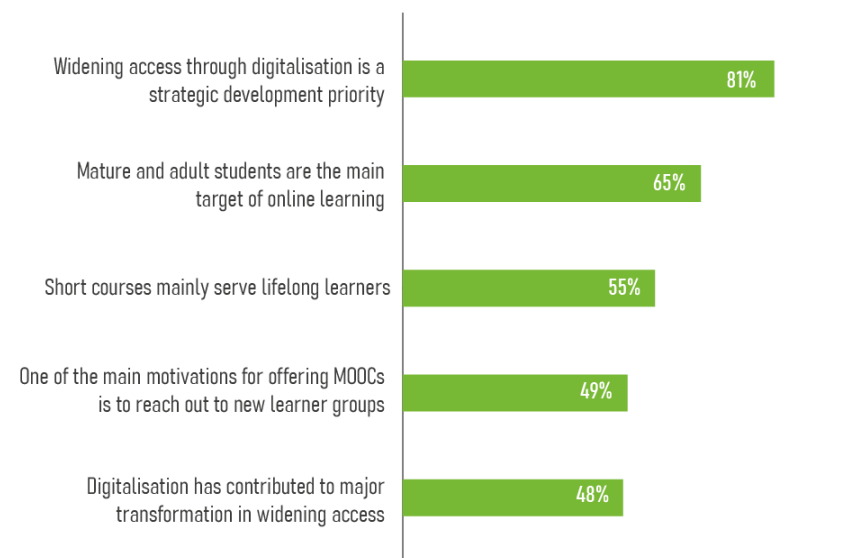 Widening access through digitalisation is a
strategic development priority
81%
Mature and adult students are the main
target of online learning
65%
Short courses mainly serve lifelong learners
55%
One of the main motivations for offering MOOCs
is to reach out to new learner groups
49%
Digitalisation has contributed to major
transformation in widening access
48%